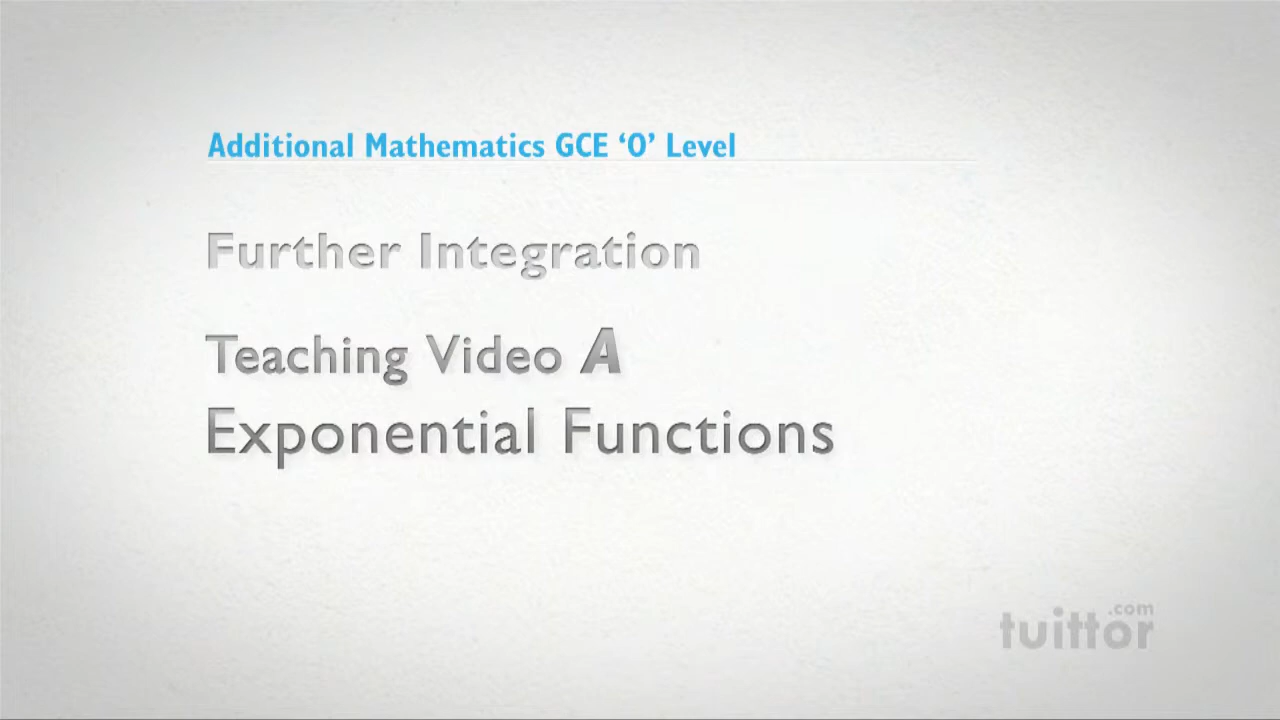 Additional Mathematics GCE ‘O’ Level
Further Integration
Teaching Video A
Exponential Functions
tuittor.com